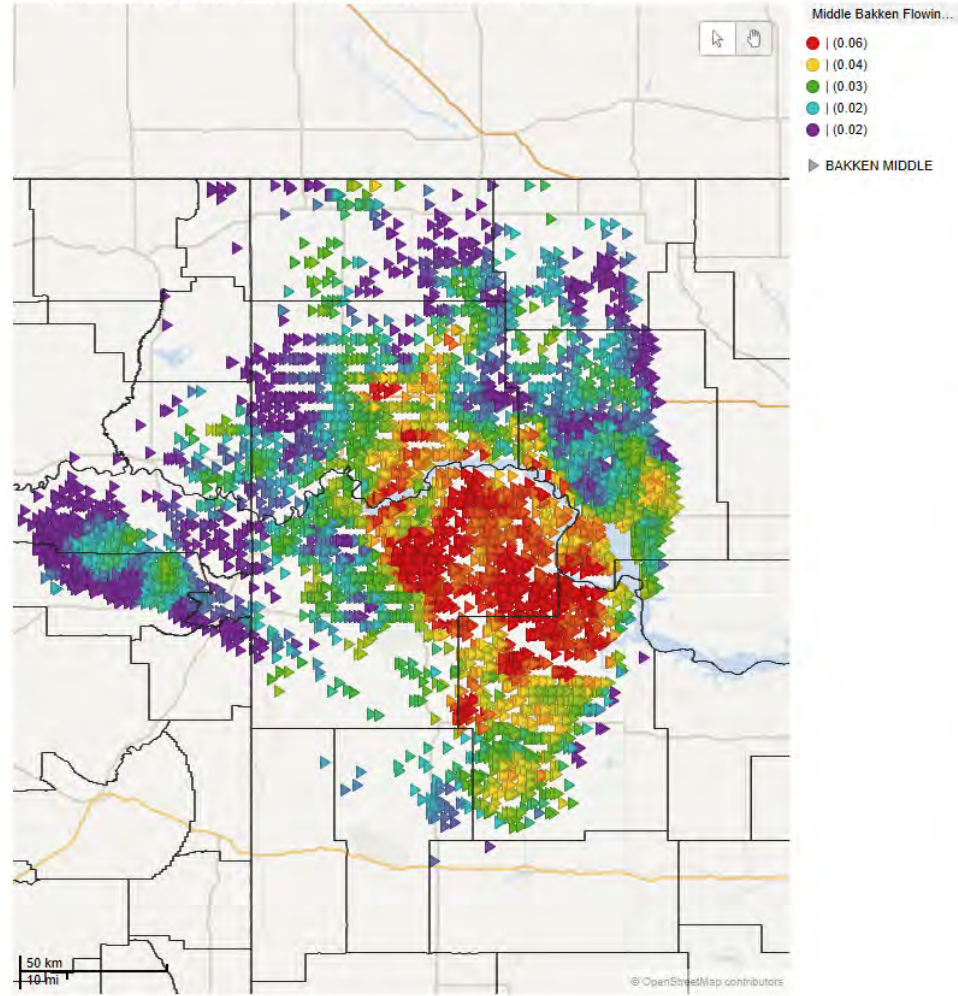 Middle Bakken Flowin...
| (0.06)
| (0.04)
| (0.03)
| (0.02)
| (0.02)
BAKKEN MIDDLE
50 km
10 mi
© OpenStreetMap contributors